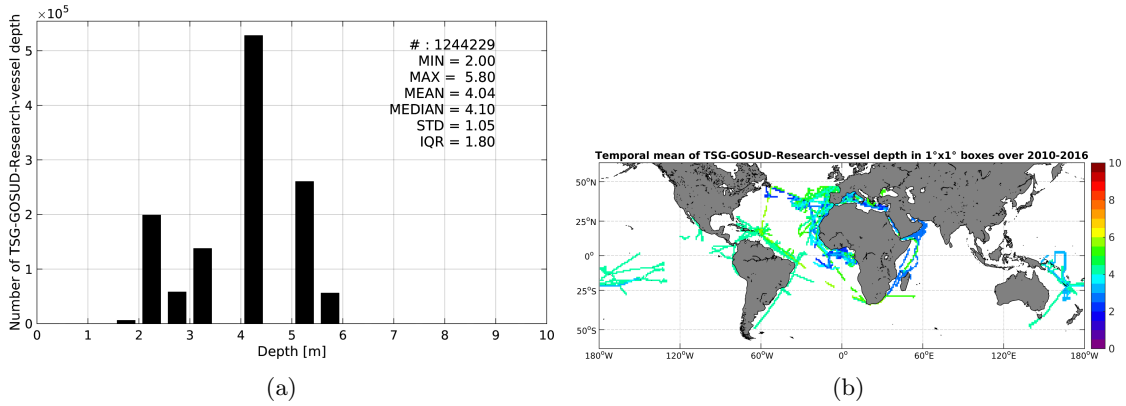 ×10⁵
Number of TSG-GOSUD-Research-vessel depth
5
4
3
2
1
0
# : 1244229
MIN = 2.00
MAX = 5.80
MEAN = 4.04
MEDIAN = 4.10
STD = 1.05
IQR = 1.80
0 1 2 3 4 5 6 7 8 9 10
Depth [m]
(a)
Temporal mean of TSG-GOSUD-Research-vessel depth in 1°x1° boxes over 2010-2016
50°N
25°N
0°
25°S
50°S
180°W 120°W 60°W 0° 60°E 120°E 180°W
10
8
6
4
2
0
(b)